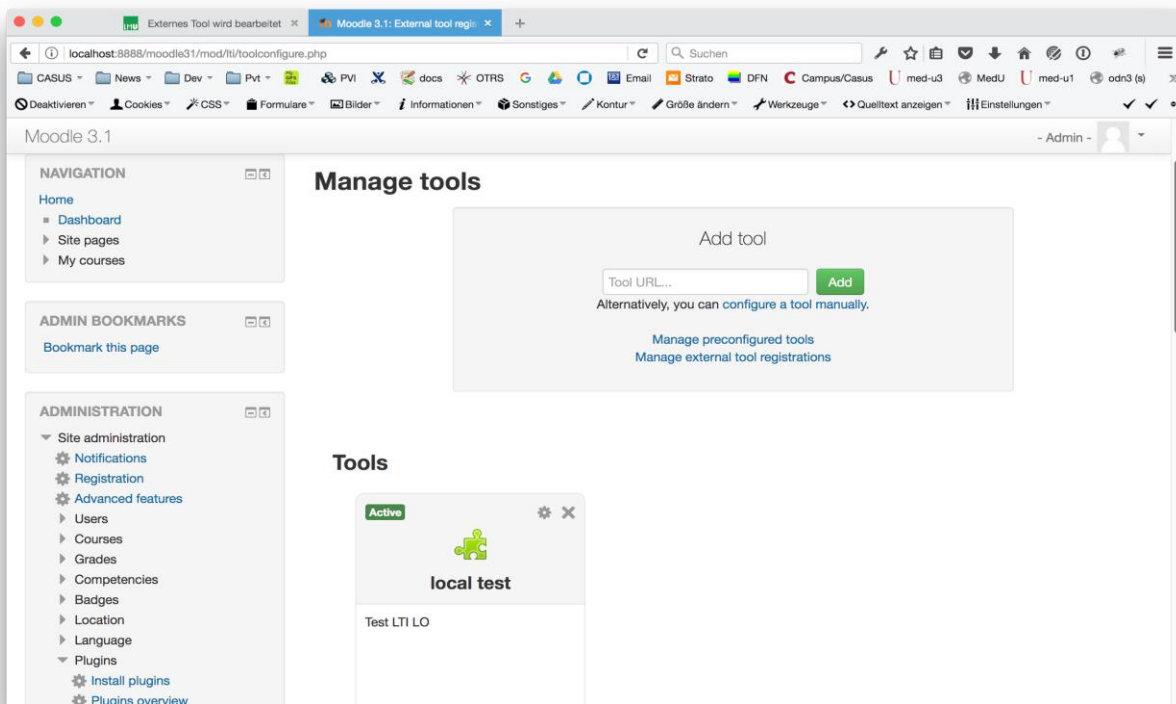 Externes Tool wird bearbeitet
Moodle 3.1: External tool regis
localhost:8888/moodle31/mod/lti/toolconfigure.php
Suchen
CASUS News Dev Pvt PVI docs OTRS Email Strato DFN Campus/Casus med-u3 MedU med-u1 odn3 (s)
Deaktivieren Cookies CSS Formulare Bilder Informationen Sonstiges Kontur Größe ändern Werkzeuge Quelltext anzeigen Einstellungen
Moodle 3.1
- Admin -
NAVIGATION
Home
Dashboard
Site pages
My courses
ADMIN BOOKMARKS
Bookmark this page
ADMINISTRATION
Site administration
Notifications
Registration
Advanced features
Users
Courses
Grades
Competencies
Badges
Location
Language
Plugins
Install plugins
Plugins overview
Manage tools
Add tool
Tool URL...
Add
Alternatively, you can configure a tool manually.
Manage preconfigured tools
Manage external tool registrations
Tools
Active
local test
Test LTI LO